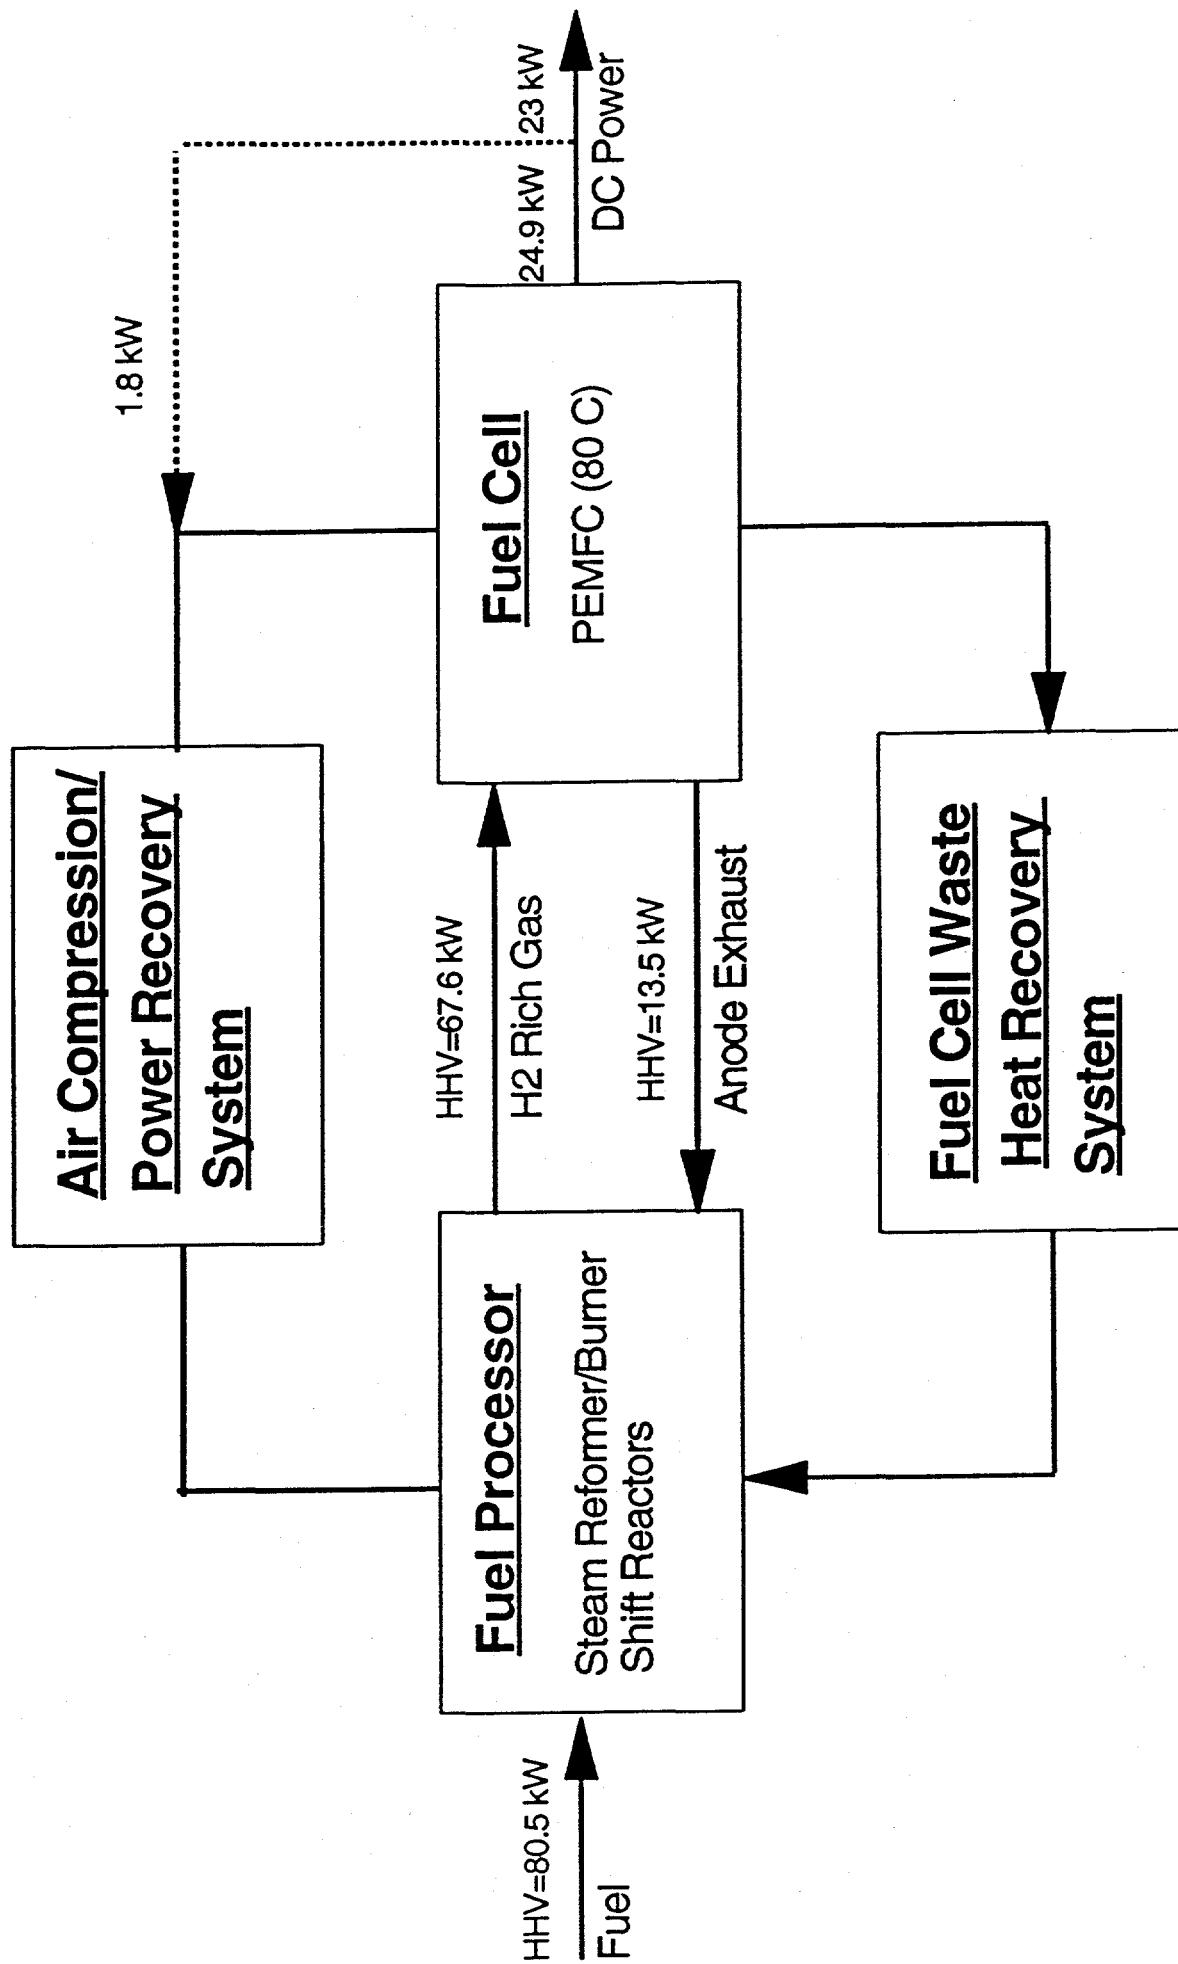 Air Compression/
Power Recovery
System
1.8 kW
HHV=80.5 kW
Fuel
Fuel Processor
Steam Reformer/Burner
Shift Reactors
HHV=67.6 kW
H2 Rich Gas
HHV=13.5 kW
Anode Exhaust
Fuel Cell
PEMFC (80 C)
24.9 kW
23 kW
DC Power
Fuel Cell Waste
Heat Recovery
System